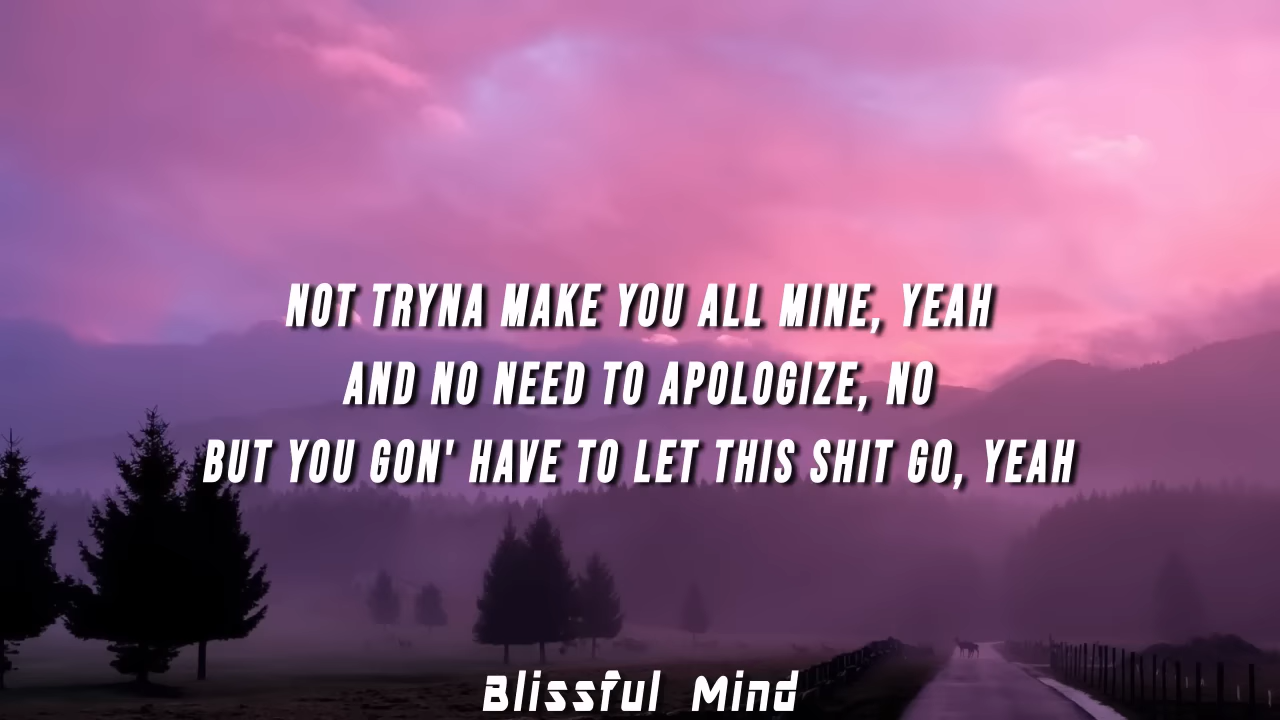 NOT TRYNA MAKE YOU ALL MINE, YEAH
AND NO NEED TO APOLOGIZE, NO
BUT YOU GON' HAVE TO LET THIS SHIT GO, YEAH
Blissful Mind